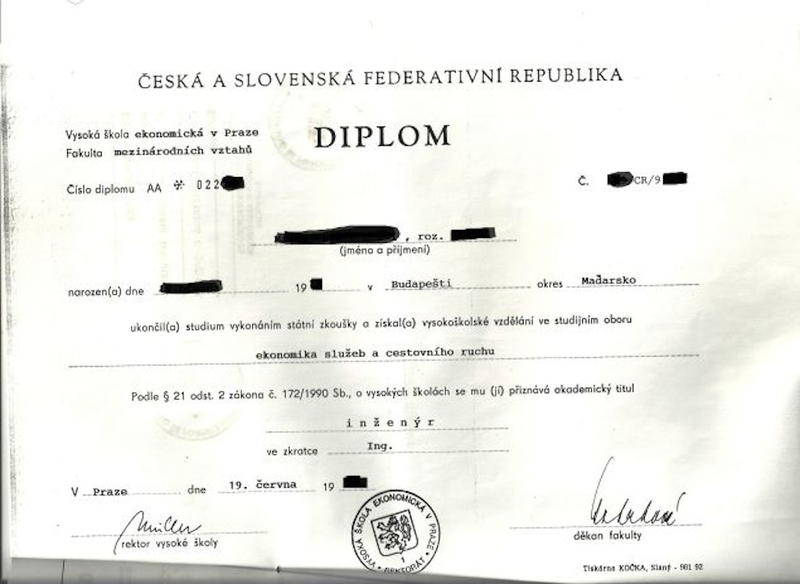 ČESKÁ A SLOVENSKÁ FEDERATIVNÍ REPUBLIKA
Vysoká škola ekonomická v Praze
Fakulta mezinárodních vztahů
DIPLOM
Číslo diplomu AA * 022
Č. CR/9
, roz.
(jméno a příjmení)
narozen(a) dne 19 v Budapešti okres Maďarsko
ukončil(a) studium vykonáním státní zkoušky a získal(a) vysokoškolské vzdělání ve studijním oboru
ekonomika služeb a cestovního ruchu
Podle § 21 odst. 2 zákona č. 172/1990 Sb., o vysokých školách se mu (jí) přiznává akademický titul
inženýr
ve zkratce Ing.
V Praze dne 19. června 19
VYSOKÁ ŠKOLA EKONOMICKÁ V PRAZE
REKTORÁT
1
rektor vysoké školy
děkan fakulty
Tiskárna KOČKA, Slaný - 981 92